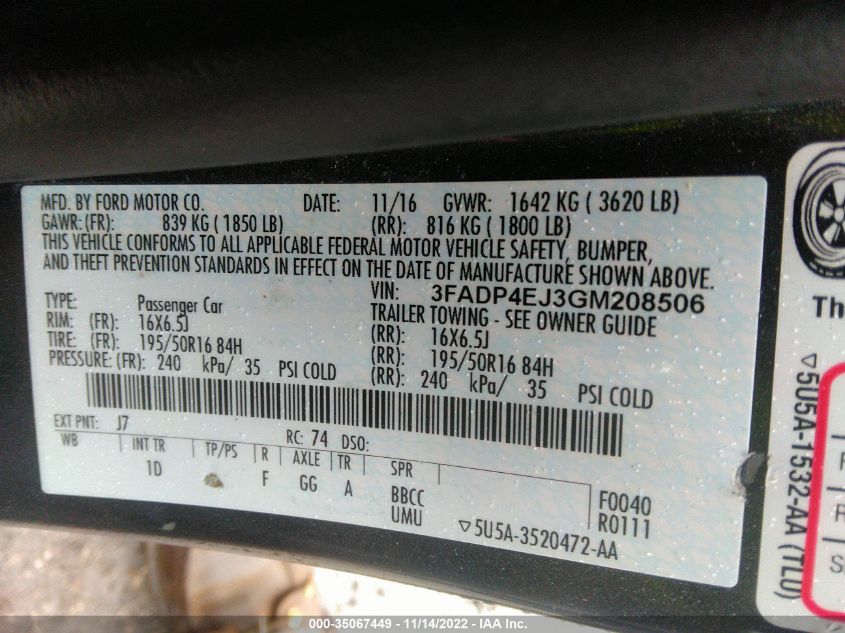 MFD. BY FORD MOTOR CO. DATE: 11/16 GVWR: 1642 KG ( 3620 LB)
GAWR: (FR): 839 KG ( 1850 LB) (RR): 816 KG ( 1800 LB)
THIS VEHICLE CONFORMS TO ALL APPLICABLE FEDERAL MOTOR VEHICLE SAFETY, BUMPER,
AND THEFT PREVENTION STANDARDS IN EFFECT ON THE DATE OF MANUFACTURE SHOWN ABOVE.
VIN: 3FADP4EJ3GM208506
TYPE: Passenger Car TRAILER TOWING - SEE OWNER GUIDE
RIM: (FR): 16X6.5J (RR): 16X6.5J
TIRE: (FR): 195/50R16 84H (RR): 195/50R16 84H
PRESSURE: (FR): 240 kPa/ 35 PSI COLD (RR): 240 kPa/ 35 PSI COLD
EXT PNT: J7 RC: 74 DSO:
WB INT TR TP/PS R AXLE TR SPR
1D F GG A BBCC F0040
UMU R0111
▽5U5A-3520472-AA
Th
▽5U5A-1532-AA (TLU)
F
R
S
000-35067449 - 11/14/2022 - IAA Inc.